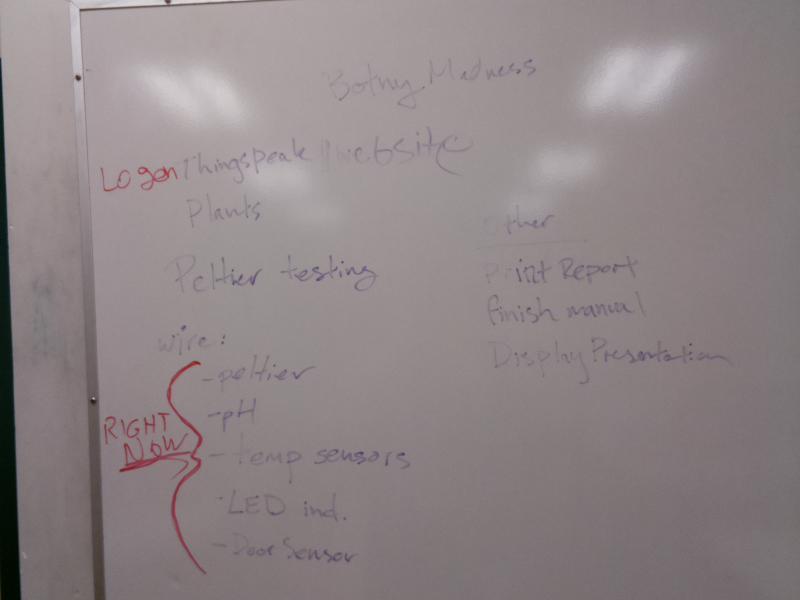 Botny Madness
Logon Thingspeak website
Plants
Peltier testing
wire:
RIGHT NOW
- peltier
- pH
- temp sensors
- LED ind.
- Door Sensor
other
Print Report
finish manual
Display Presentation